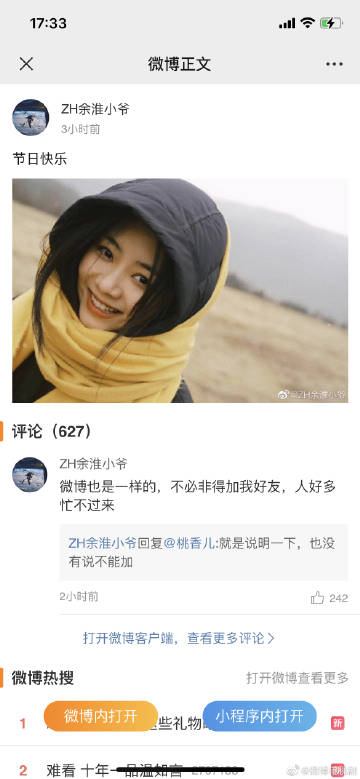 17:33
微博正文
ZH余淮小爷
3小时前
节日快乐
@ZH余淮小爷
评论（627）
ZH余淮小爷
微博也是一样的，不必非得加我好友，人好多
忙不过来
ZH余淮小爷回复@桃香儿:就是说明一下，也没
有说不能加
2小时前
242
打开微博客户端，查看更多评论
微博热搜
打开微博查看更多
微博内打开
小程序内打开
1
些礼物
新
2 难看 十年一品温如言